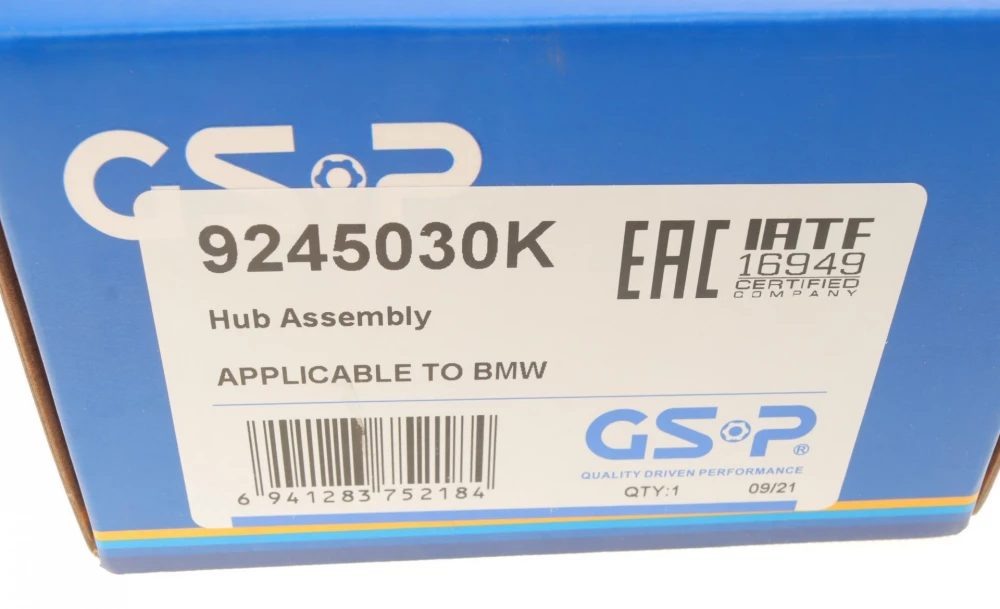 GSP
9245030K
EAC
IATF
16949
CERTIFIED
COMPANY
Hub Assembly
APPLICABLE TO BMW
6 941283 752184
GSP®
QUALITY DRIVEN PERFORMANCE
QTY:1 09/21